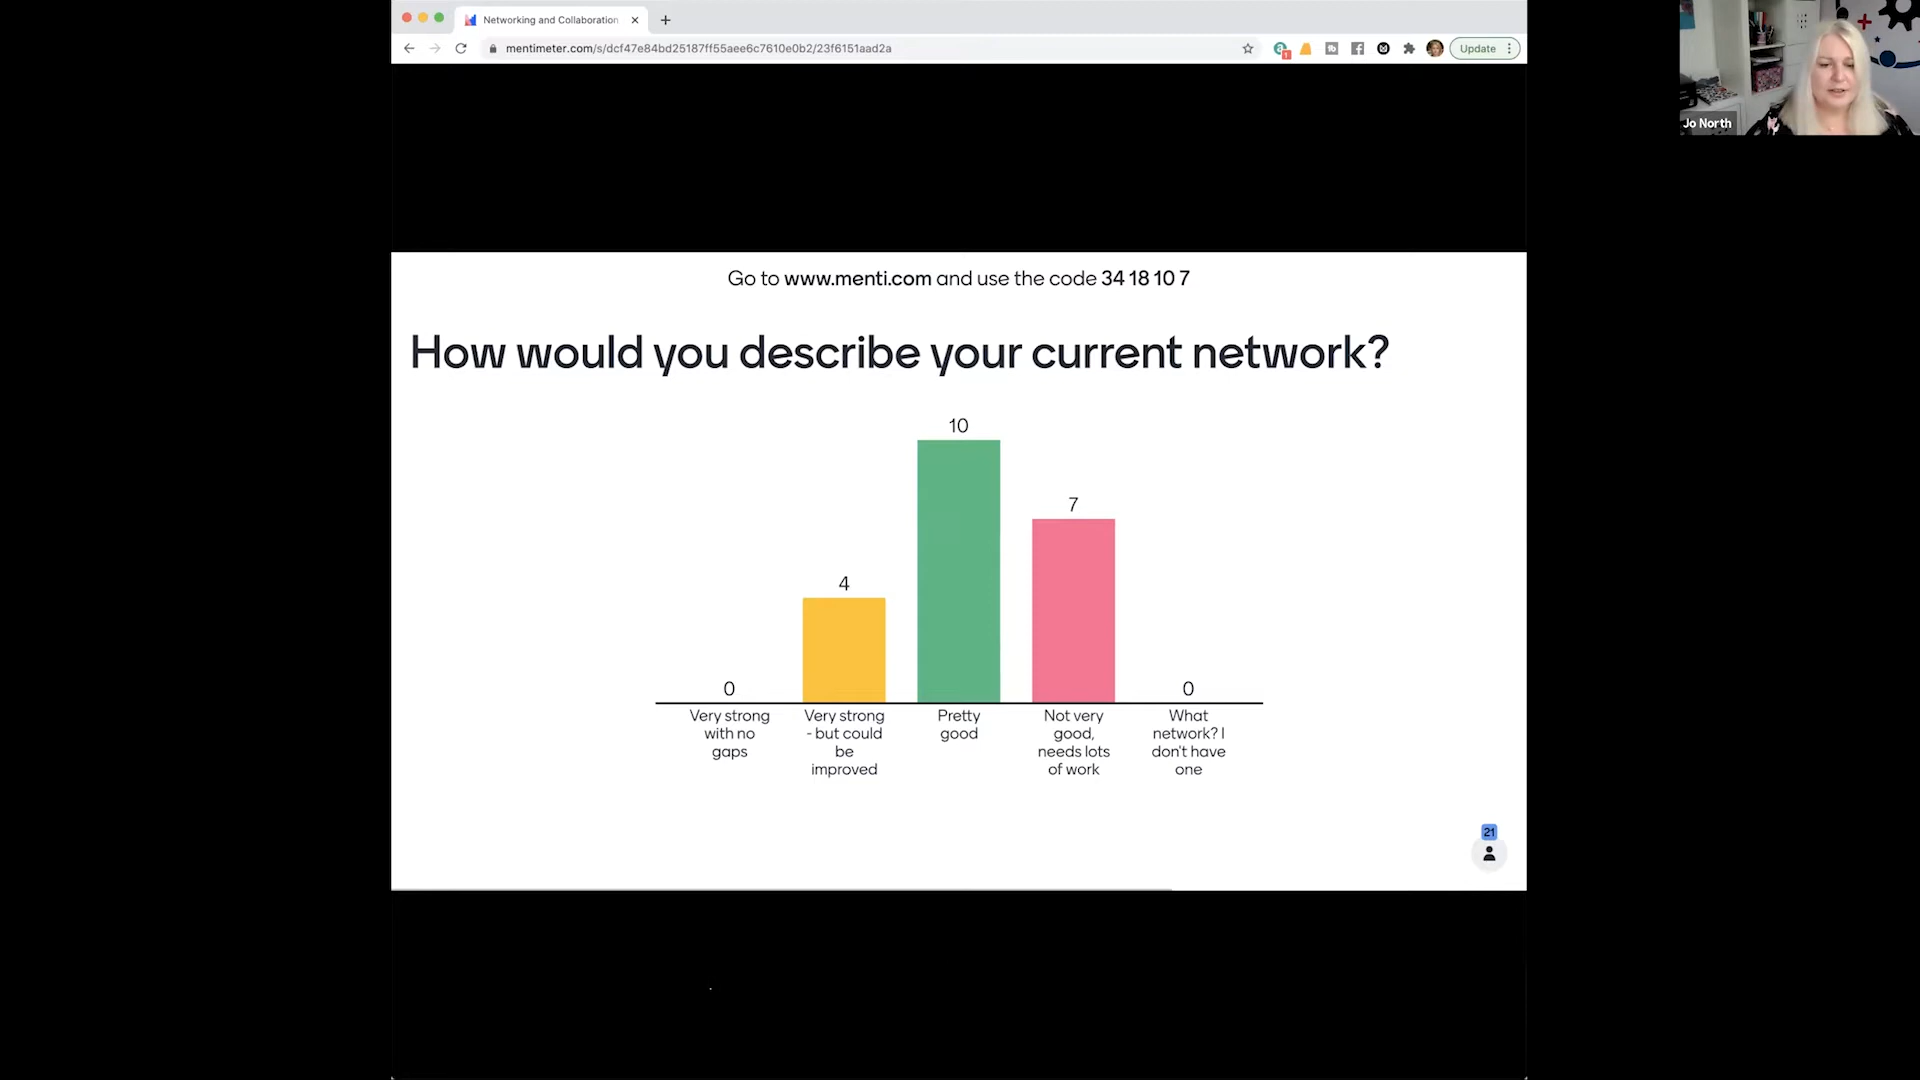 Networking and Collaboration
mentimeter.com/s/dcf47e84bd25187ff55aee6c7610e0b2/23f6151aad2a
Update
Jo North
Go to www.menti.com and use the code 34 18 10 7
How would you describe your current network?
10
7
4
0
0
Very strong
with no
gaps
Very strong
- but could
be
improved
Pretty
good
Not very
good,
needs lots
of work
What
network? I
don't have
one
21